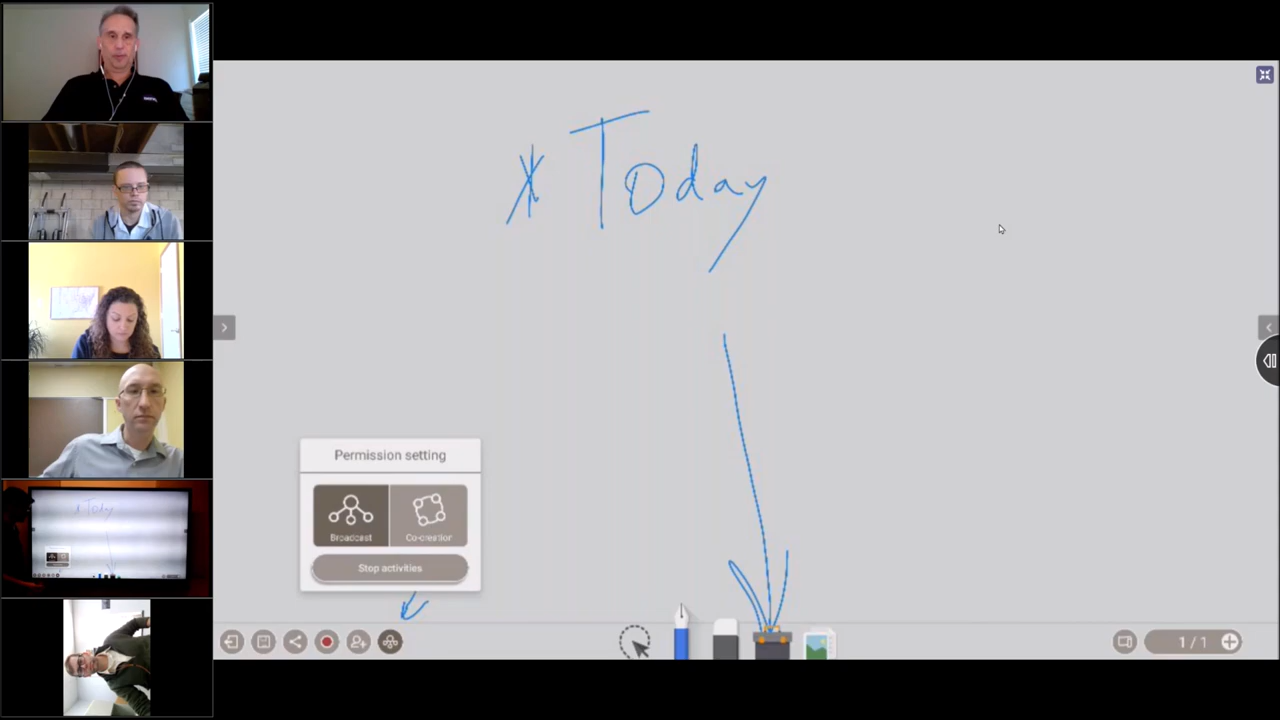 * Today
Permission setting
Broadcast Co-creation
Stop activities
1 / 1